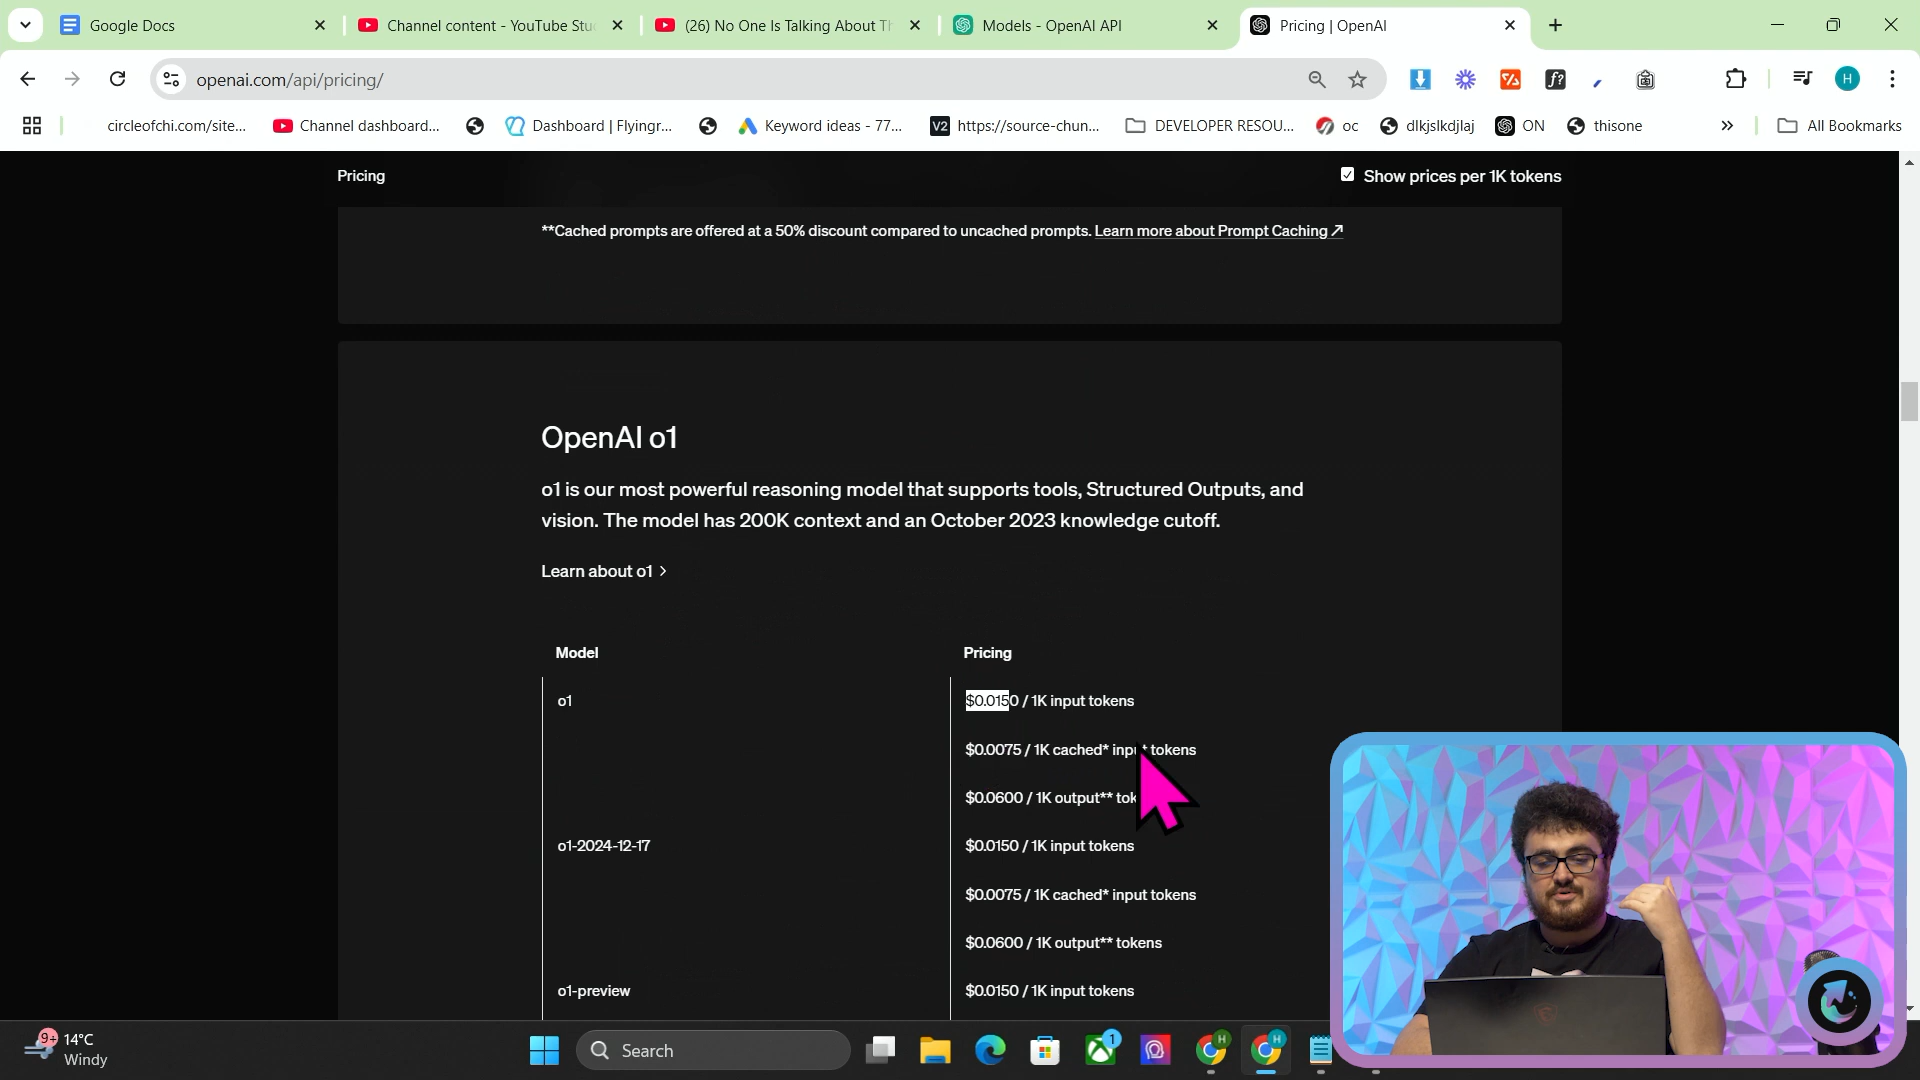 Google Docs
Channel content - YouTube Stu
(26) No One Is Talking About Th
Models - OpenAI API
Pricing | OpenAI
openai.com/api/pricing/
f?
H
circleofchi.com/site...
Channel dashboard...
Dashboard | Flyingr...
Keyword ideas - 77...
V2
https://source-chun...
DEVELOPER RESOU...
oc
dlkjslkdjlaj
ON
thisone
All Bookmarks
Pricing
Show prices per 1K tokens
**Cached prompts are offered at a 50% discount compared to uncached prompts. Learn more about Prompt Caching ↗
OpenAI o1
o1 is our most powerful reasoning model that supports tools, Structured Outputs, and
vision. The model has 200K context and an October 2023 knowledge cutoff.
Learn about o1 >
Model
Pricing
o1
$0.0150 / 1K input tokens
$0.0075 / 1K cached* input tokens
$0.0600 / 1K output** tok
o1-2024-12-17
$0.0150 / 1K input tokens
$0.0075 / 1K cached* input tokens
$0.0600 / 1K output** tokens
o1-preview
$0.0150 / 1K input tokens
9+
14°C
Windy
Search
1
H
H